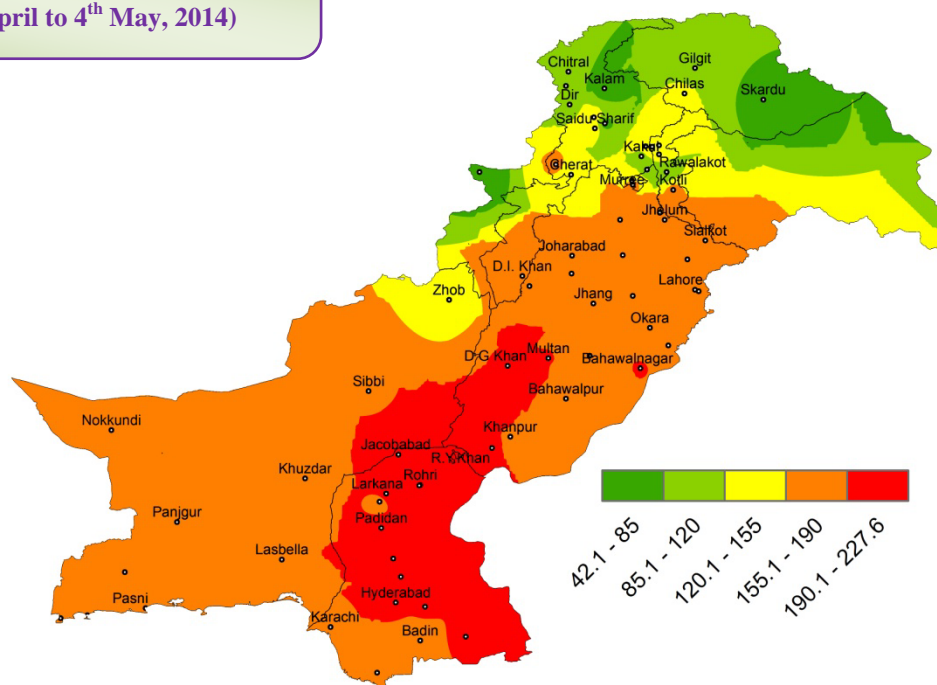 pril to 4th May, 2014)
Chitral
Gilgit
Kalam
Chilas
Skardu
Dir
Saidu Sharif
Rawalakot
Cherat
Kotli
Jhelum
Sialkot
Joharabad
D.I. Khan
Lahore
Zhob
Jhang
Okara
D-G Khan
Multan
Bahawalnagar
Sibbi
Bahawalpur
Nokkundi
Khanpur
Jacobabad
R.Y.Khan
Khuzdar
Rohri
Larkana
Panjgur
Padidan
Lasbella
Hyderabad
Pasni
Karachi
Badin
42.1 - 85
85.1 - 120
120.1 - 155
155.1 - 190
190.1 - 227.6